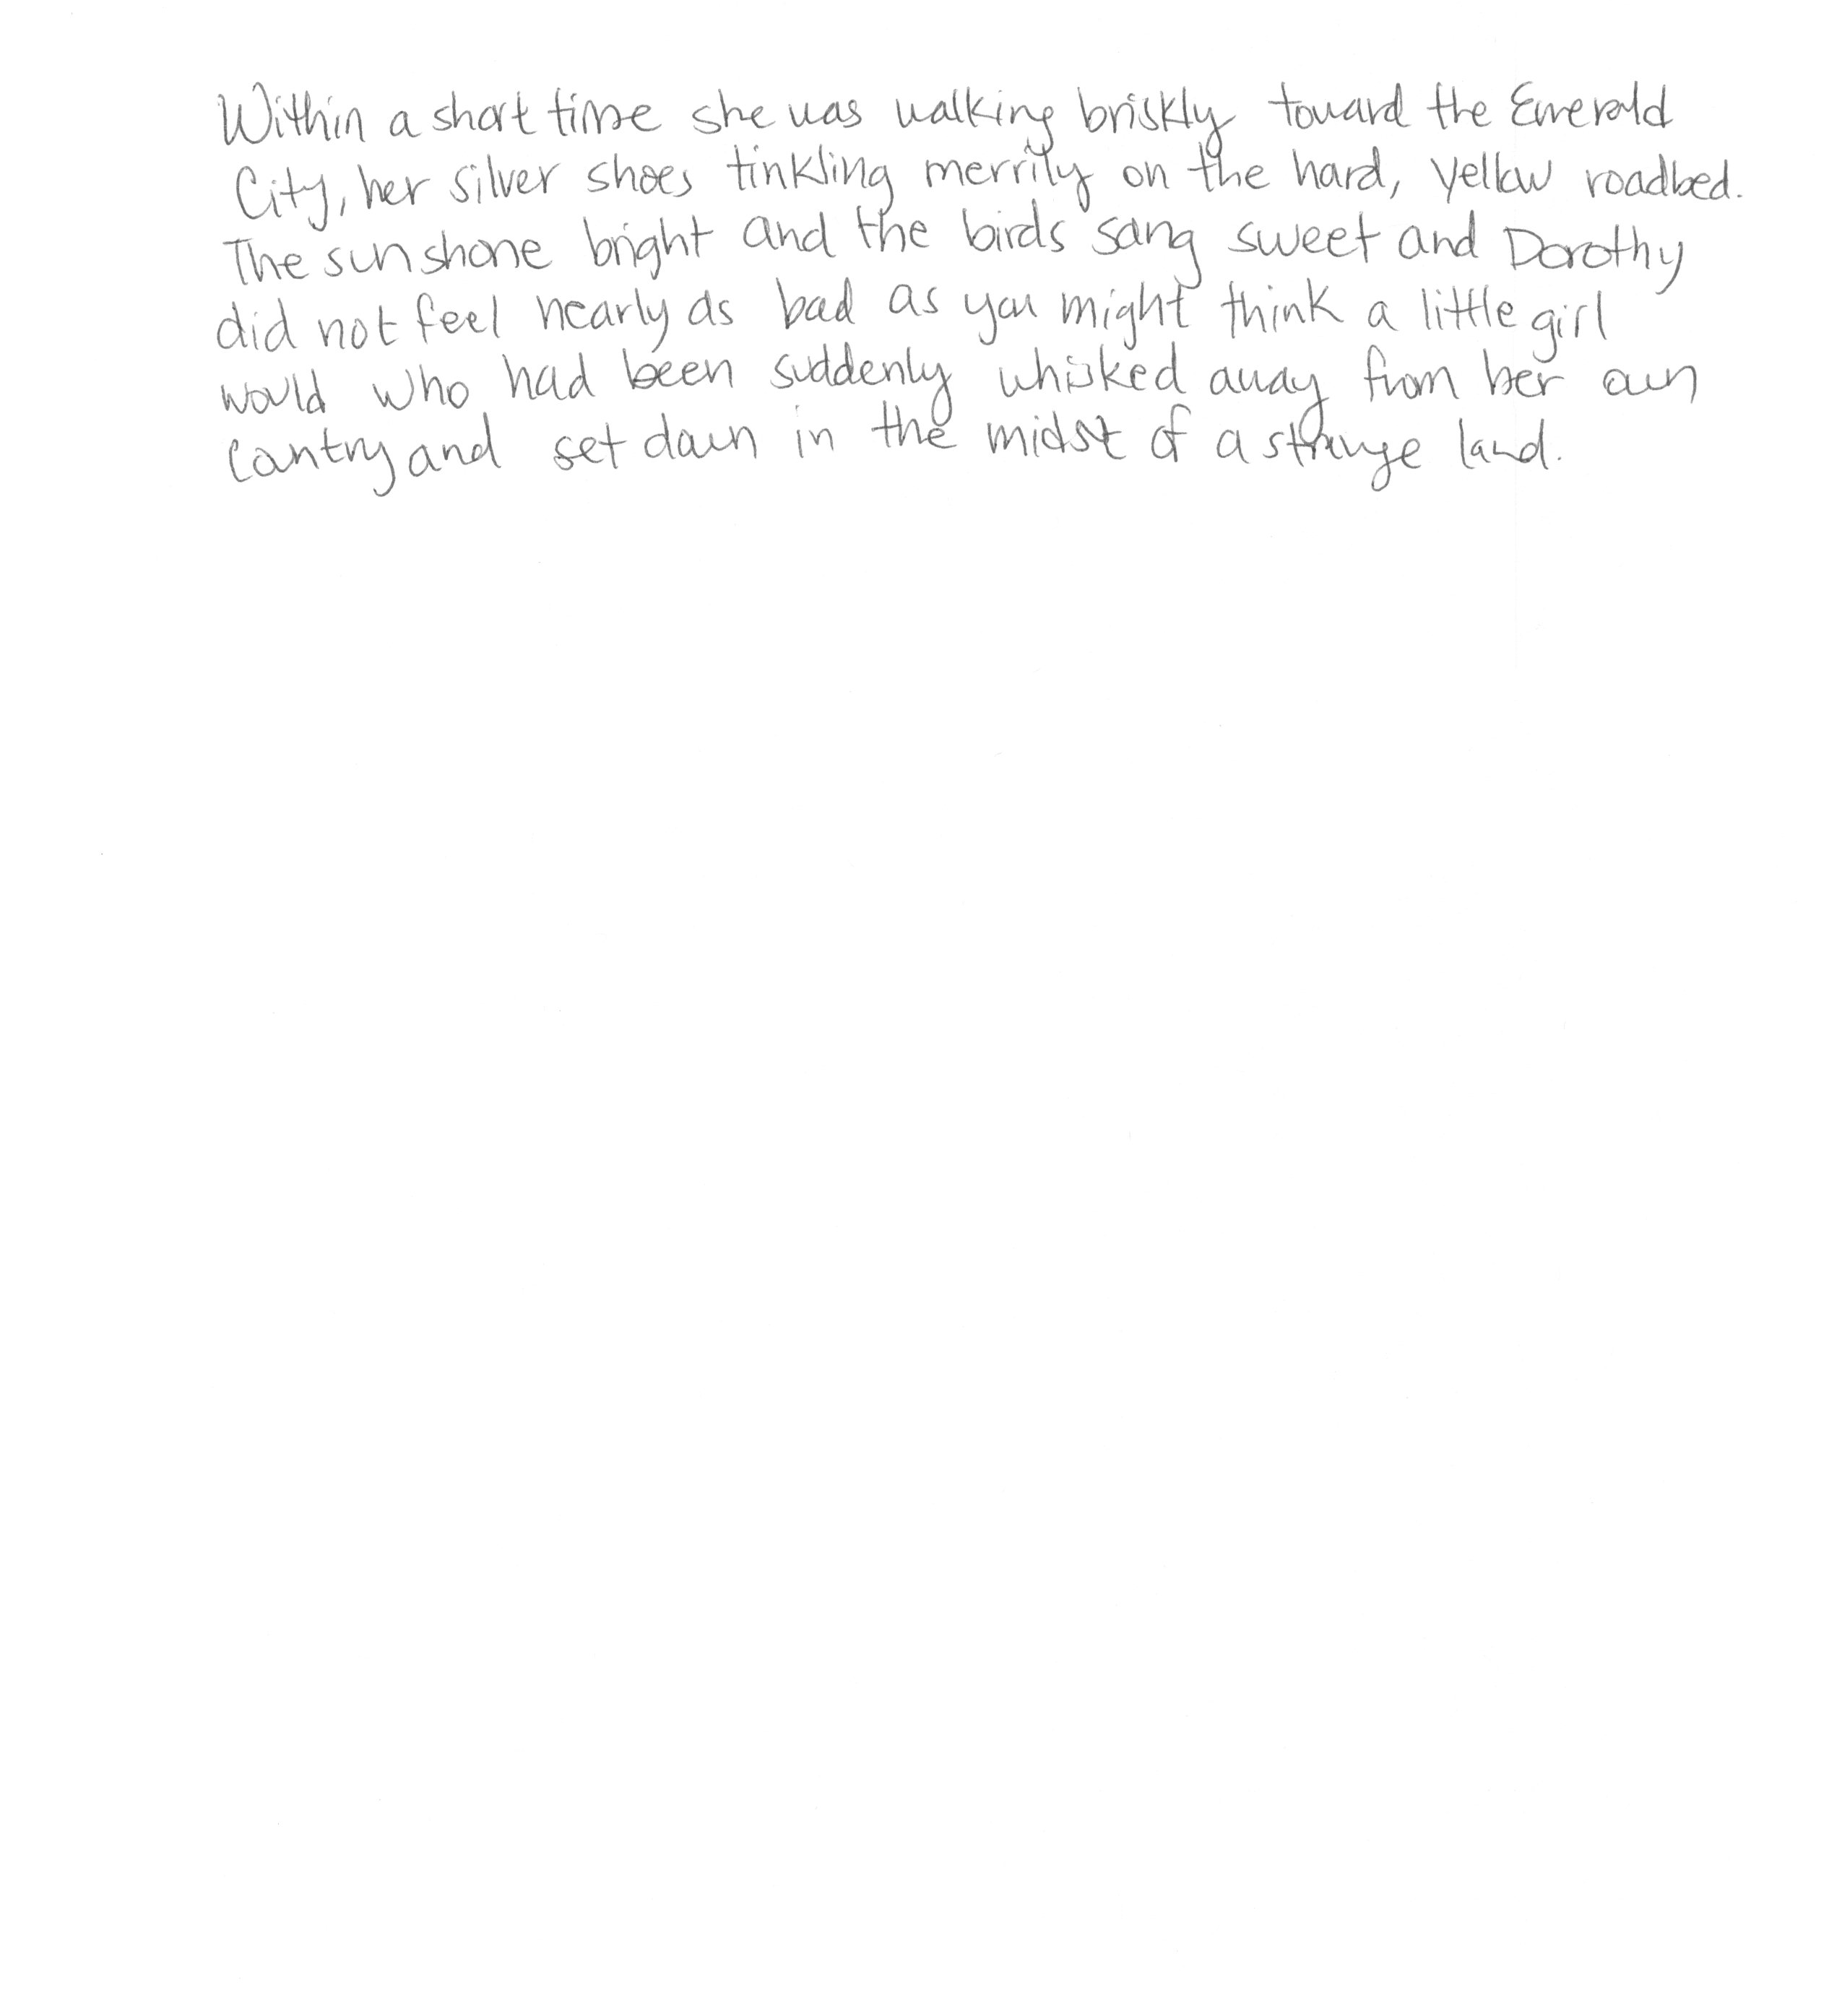 Within a short time she was walking briskly toward the Emerald
City, her silver shoes tinkling merrily on the hard, yellow roadbed.
The sun shone bright and the birds sang sweet and Dorothy
did not feel nearly as bad as you might think a little girl
would who had been suddenly whisked away from her own
country and set down in the midst of a strange land.